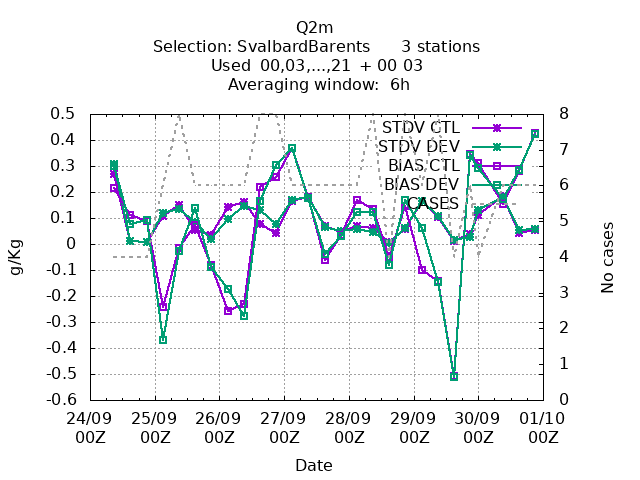 Q2m
Selection: SvalbardBarents 3 stations
Used 00,03,...,21 + 00 03
Averaging window: 6h
0.5
0.4
0.3
0.2
0.1
0
-0.1
-0.2
-0.3
-0.4
-0.5
-0.6
g/Kg
8
7
6
5
4
3
2
1
0
No cases
STDV CTL
STDV DEV
BiAS CTL
BiAS DEV
CASES
24/09 25/09 26/09 27/09 28/09 29/09 30/09 01/10
00Z 00Z 00Z 00Z 00Z 00Z 00Z 00Z
Date